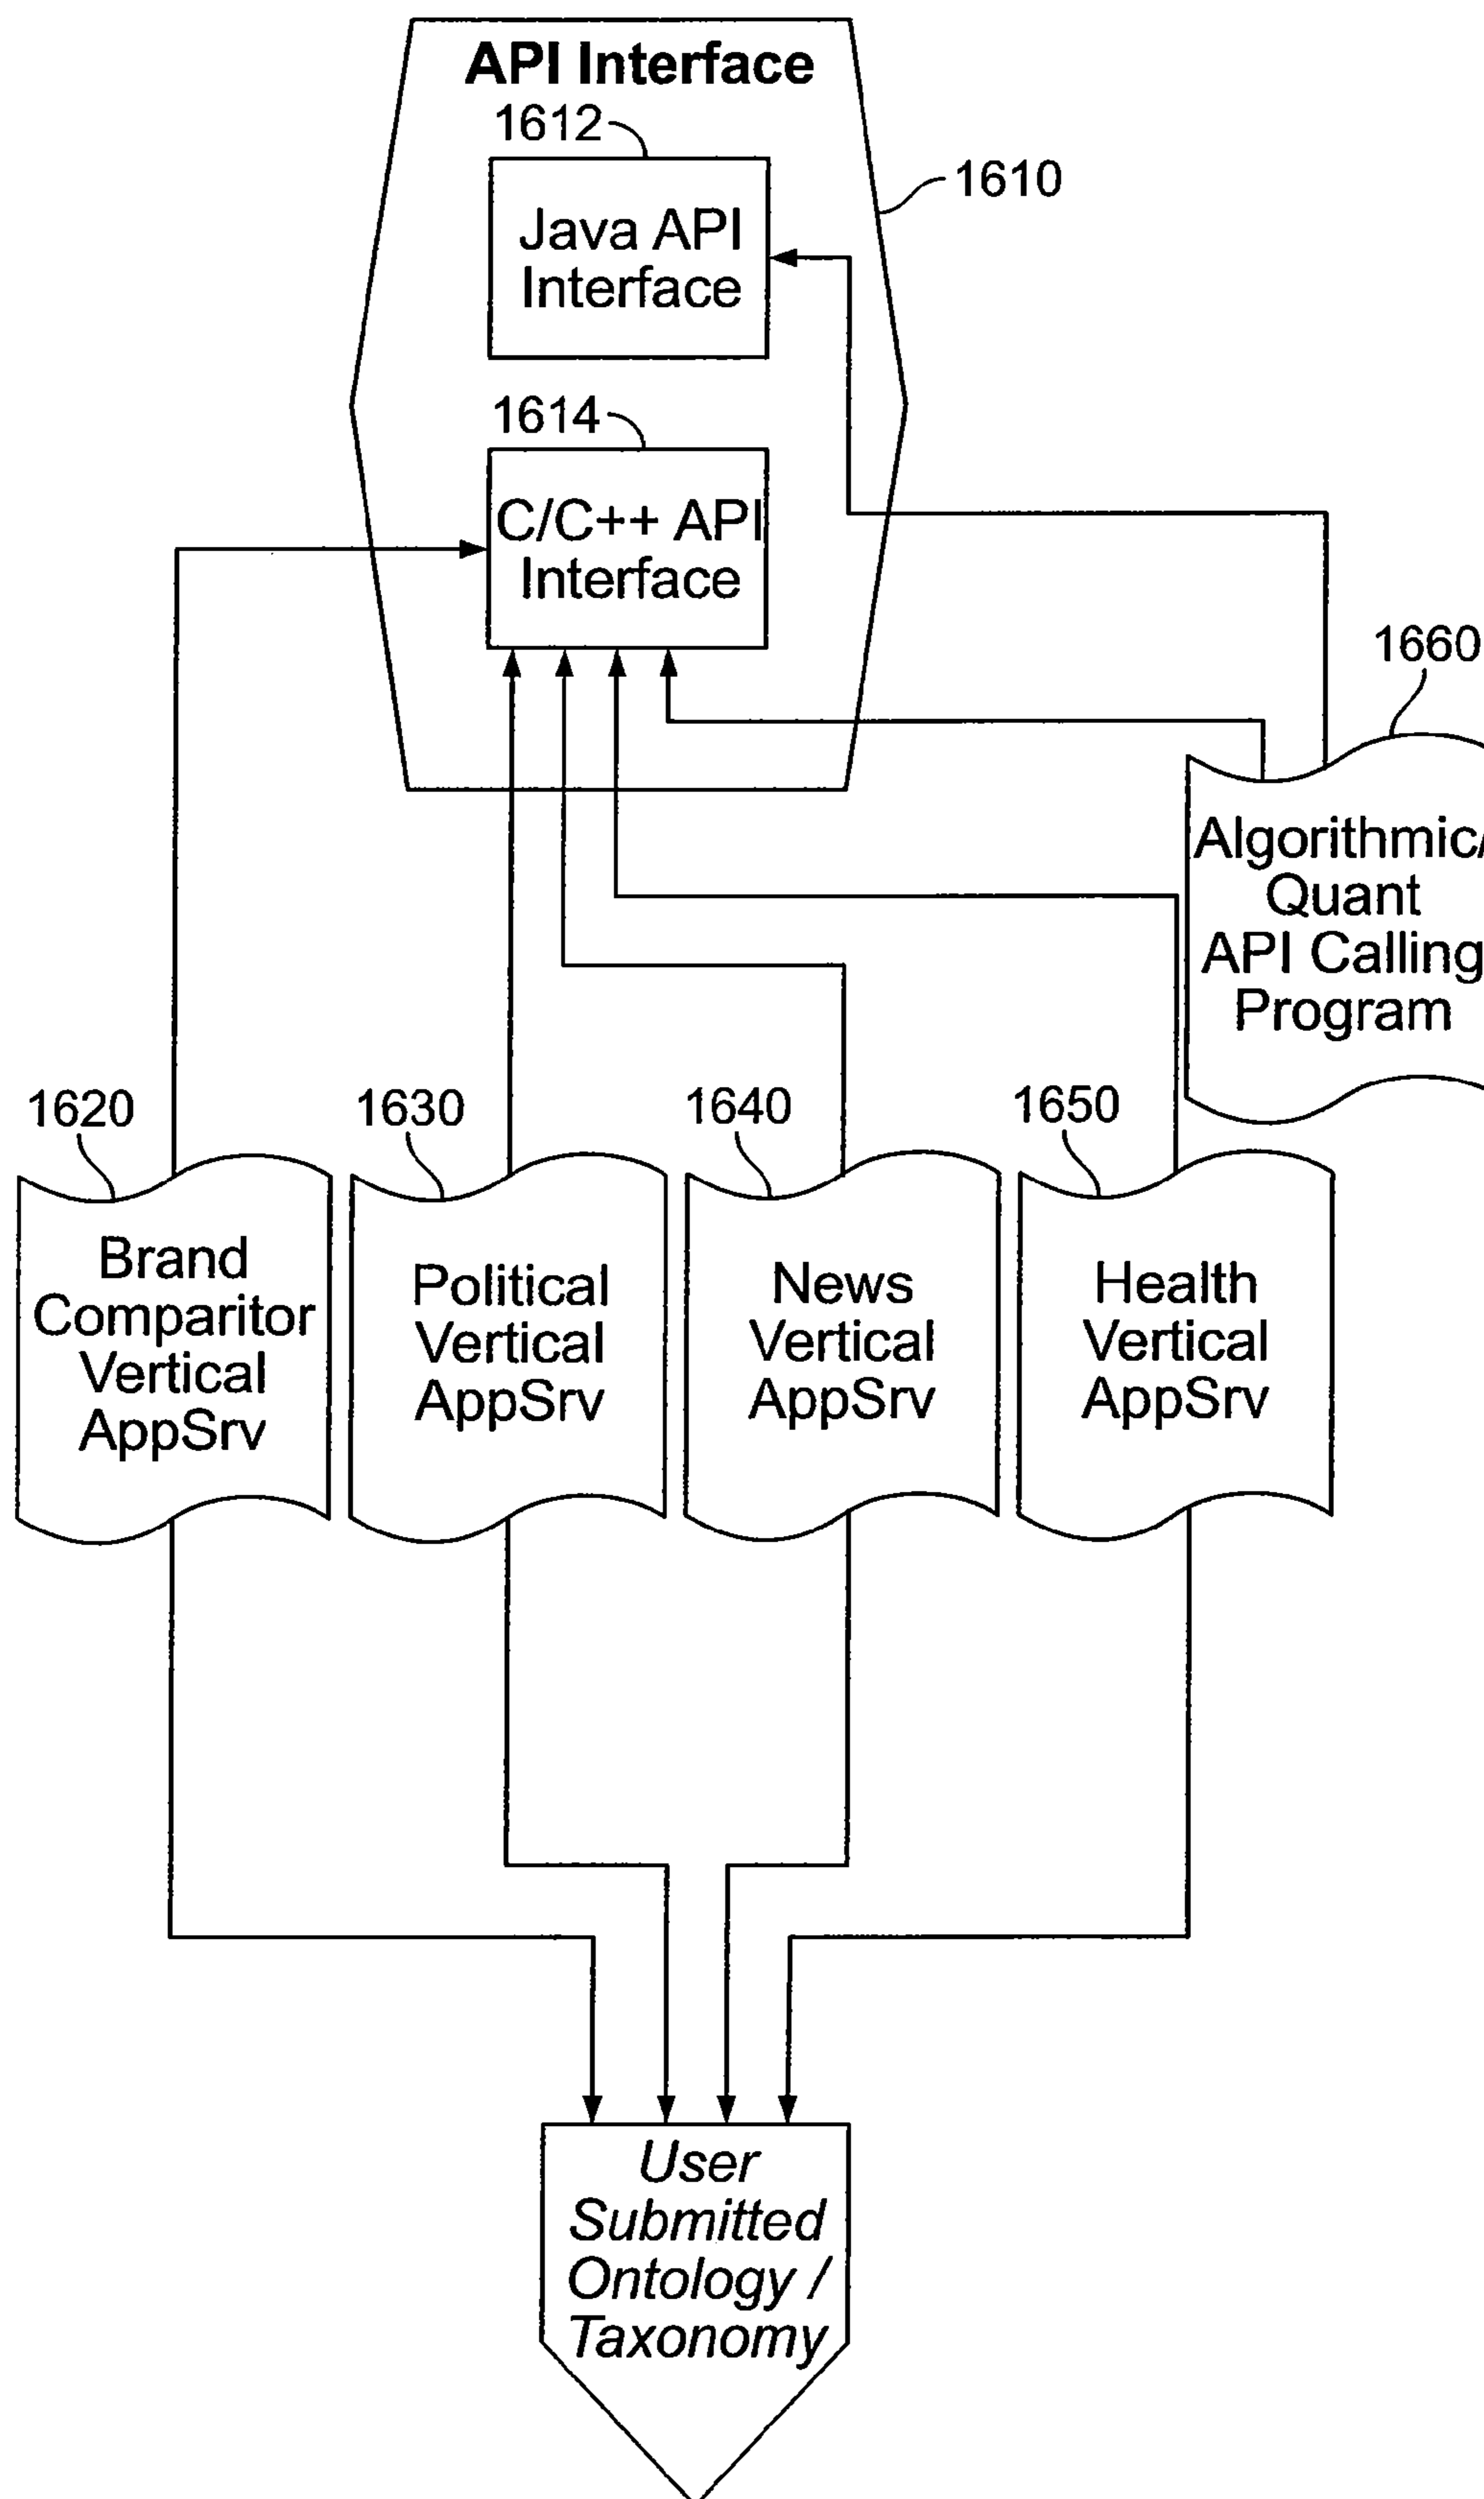 API Interface
1612
1610
Java API
Interface
1614
C/C++ API
Interface
1660
Algorithmic/
Quant
API Calling
Program
1620
1630
1640
1650
Brand
Comparitor
Vertical
AppSrv
Political
Vertical
AppSrv
News
Vertical
AppSrv
Health
Vertical
AppSrv
User
Submitted
Ontology /
Taxonomy